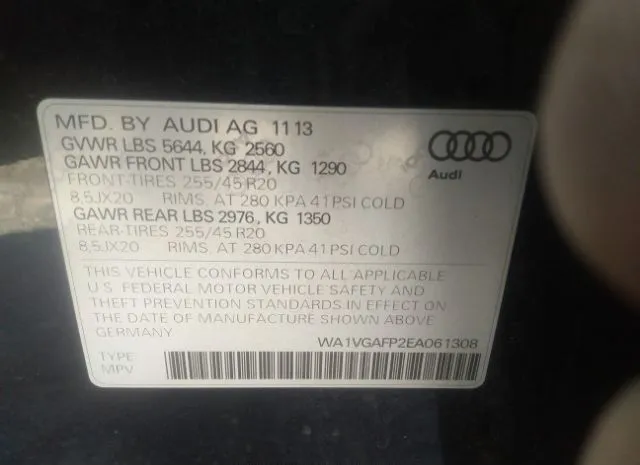 MFD. BY AUDI AG 11 13
GVWR LBS 5644, KG 2560
GAWR FRONT LBS 2844, KG 1290
FRONT-TIRES 255/45 R20
8,5JX20 RIMS, AT 280 KPA 41 PSI COLD
GAWR REAR LBS 2976, KG 1350
REAR-TIRES 255/45 R20
8,5JX20 RIMS, AT 280 KPA 41 PSI COLD
Audi
THIS VEHICLE CONFORMS TO ALL APPLICABLE
U.S. FEDERAL MOTOR VEHICLE SAFETY AND
THEFT PREVENTION STANDARDS IN EFFECT ON
THE DATE OF MANUFACTURE SHOWN ABOVE
GERMANY
WA1VGAFP2EA061308
TYPE
MPV